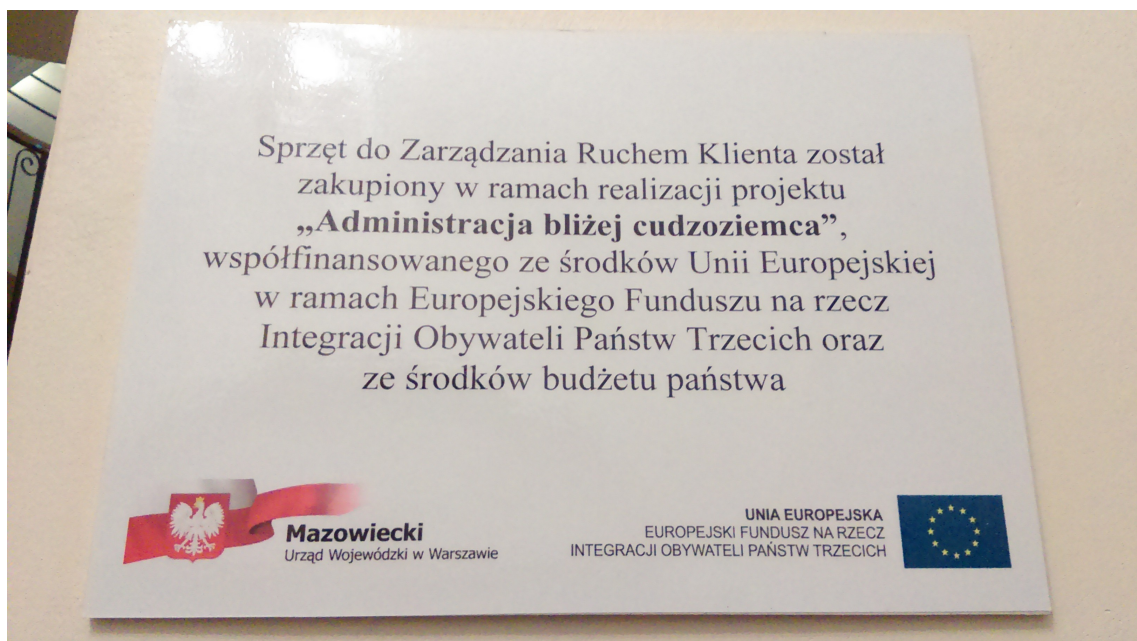 Sprzęt do Zarządzania Ruchem Klienta został
zakupiony w ramach realizacji projektu
„Administracja bliżej cudzoziemca”,
współfinansowanego ze środków Unii Europejskiej
w ramach Europejskiego Funduszu na rzecz
Integracji Obywateli Państw Trzecich oraz
ze środków budżetu państwa
Mazowiecki
Urząd Wojewódzki w Warszawie
UNIA EUROPEJSKA
EUROPEJSKI FUNDUSZ NA RZECZ
INTEGRACJI OBYWATELI PAŃSTW TRZECICH